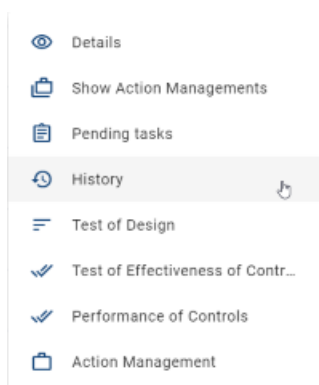 Details
Show Action Managements
Pending tasks
History
Test of Design
Test of Effectiveness of Contr...
Performance of Controls
Action Management